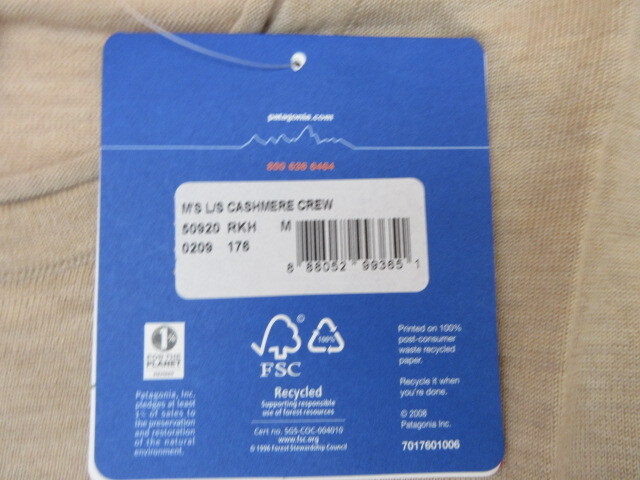 patagonia.com
800 638 6464
M'S L/S CASHMERE CREW
50920 RKH M
0209 178
8 88052 99385 1
1%
FOR THE
PLANET
Patagonia, Inc.
pledges at least
1% of sales to
the preservation
and restoration
of the natural
environment.
©
100%
FSC
Recycled
Supporting responsible
use of forest resources
Cert no. SGS-COC-004010
www.fsc.org
© 1996 Forest Stewardship Council
Printed on 100%
post-consumer
waste recycled
paper.
Recycle it when
you're done.
© 2008
Patagonia Inc.
7017601006